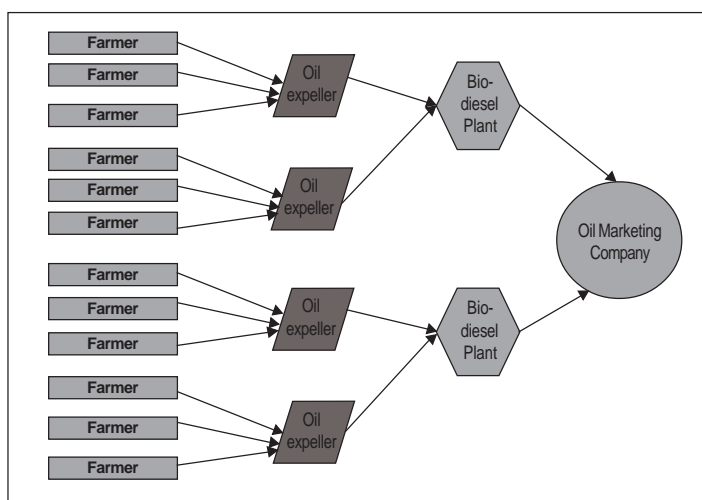 Farmer
Farmer
Farmer
Oil
expeller
Farmer
Farmer
Farmer
Oil
expeller
Bio-
diesel
Plant
Farmer
Farmer
Farmer
Oil
expeller
Farmer
Farmer
Farmer
Oil
expeller
Bio-
diesel
Plant
Oil Marketing
Company